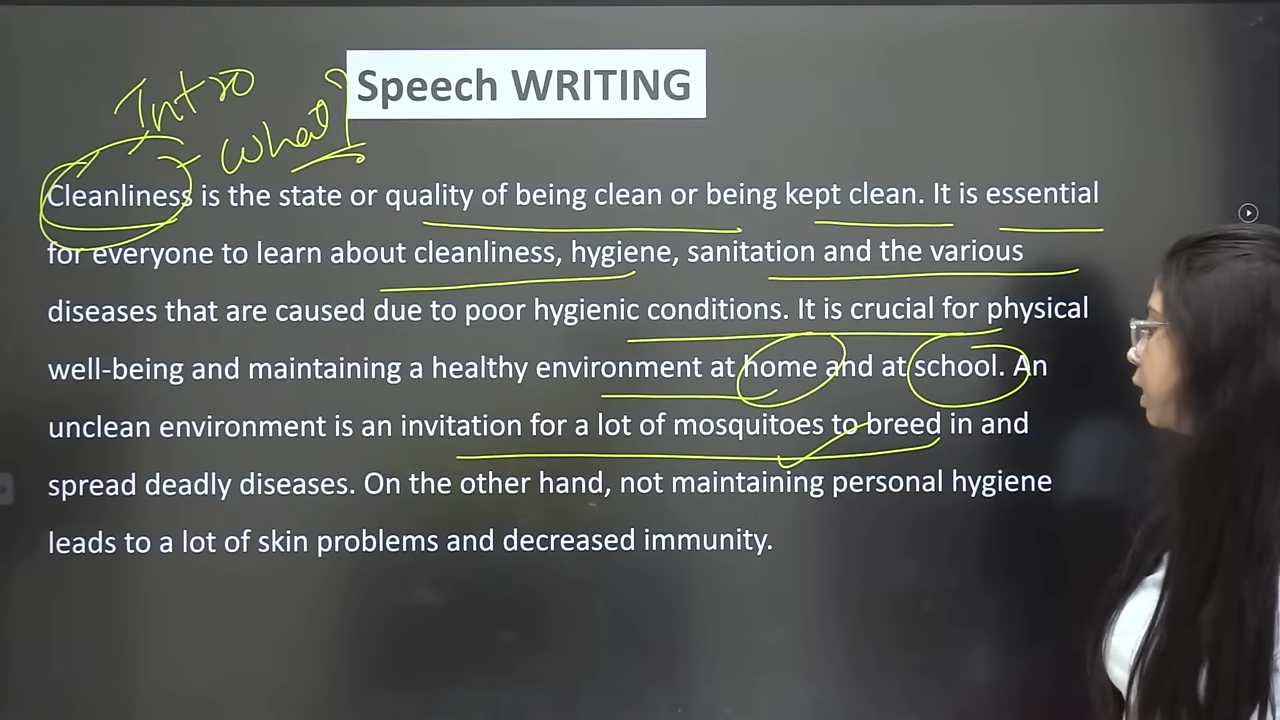 Speech WRITING
Intro
What?
Cleanliness is the state or quality of being clean or being kept clean. It is essential
for everyone to learn about cleanliness, hygiene, sanitation and the various
diseases that are caused due to poor hygienic conditions. It is crucial for physical
well-being and maintaining a healthy environment at home and at school. An
unclean environment is an invitation for a lot of mosquitoes to breed in and
spread deadly diseases. On the other hand, not maintaining personal hygiene
leads to a lot of skin problems and decreased immunity.